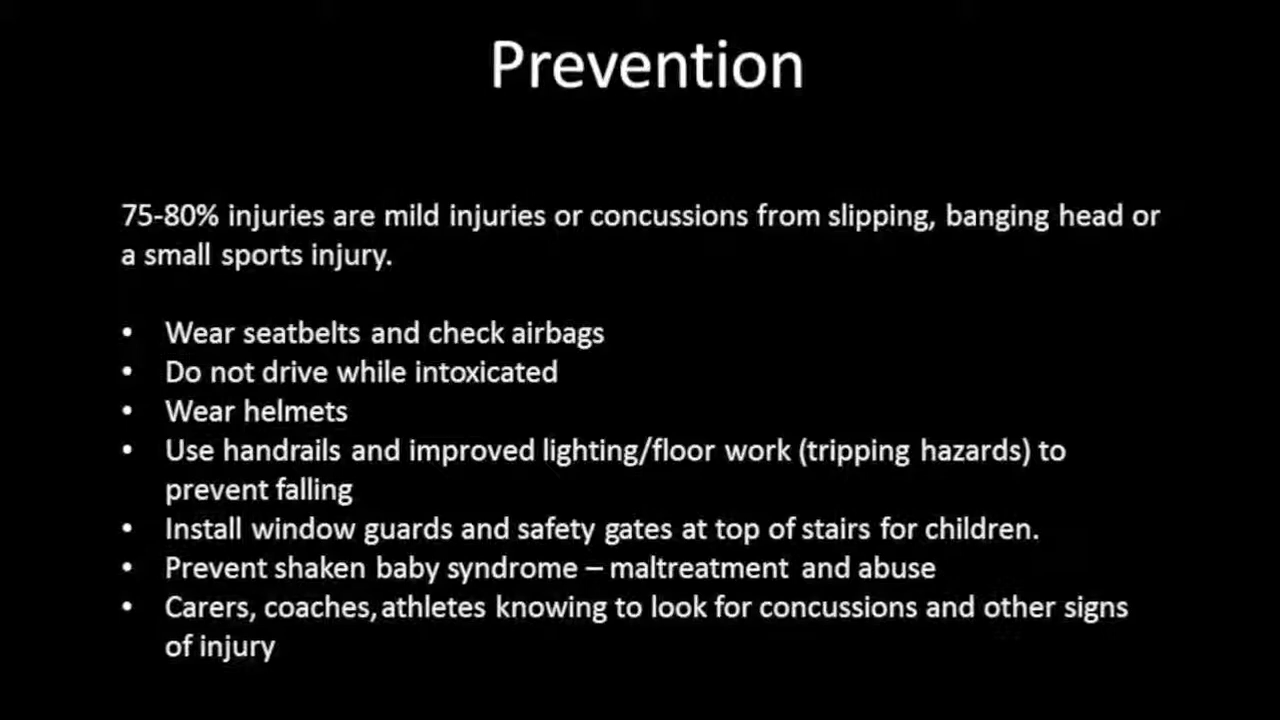 Prevention
75-80% injuries are mild injuries or concussions from slipping, banging head or
a small sports injury.
• Wear seatbelts and check airbags
• Do not drive while intoxicated
• Wear helmets
• Use handrails and improved lighting/floor work (tripping hazards) to
prevent falling
• Install window guards and safety gates at top of stairs for children.
• Prevent shaken baby syndrome – maltreatment and abuse
• Carers, coaches, athletes knowing to look for concussions and other signs
of injury